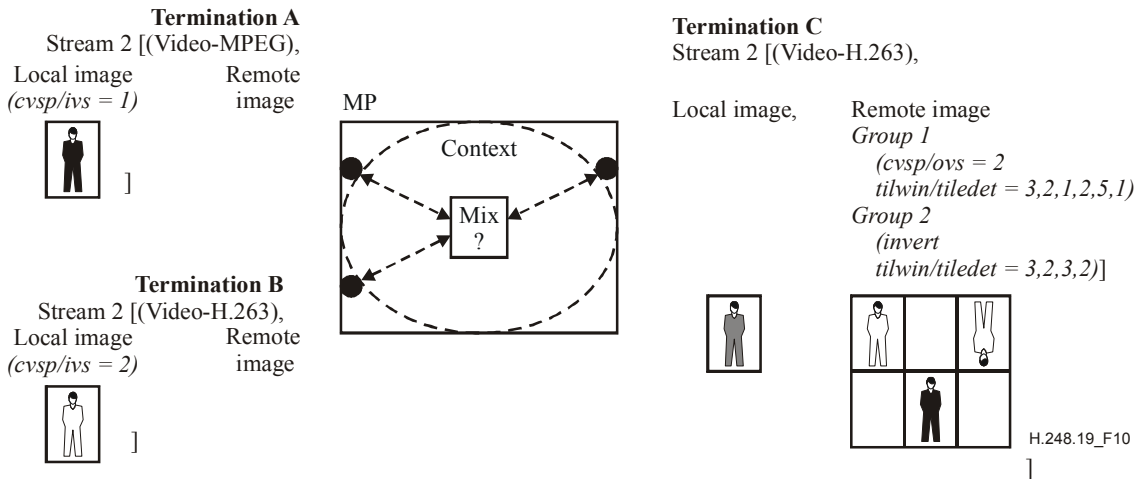 Termination A
Stream 2 [(Video-MPEG),
Local image
(cvsp/ivs = 1)
Remote
image
]
Termination B
Stream 2 [(Video-H.263),
Local image
(cvsp/ivs = 2)
Remote
image
]
MP
Context
Mix
?
Termination C
Stream 2 [(Video-H.263),
Local image,
Remote image
Group 1
(cvsp/ovs = 2
tilwin/tiledet = 3,2,1,2,5,1)
Group 2
(invert
tilwin/tiledet = 3,2,3,2)]
H.248.19_F10
]